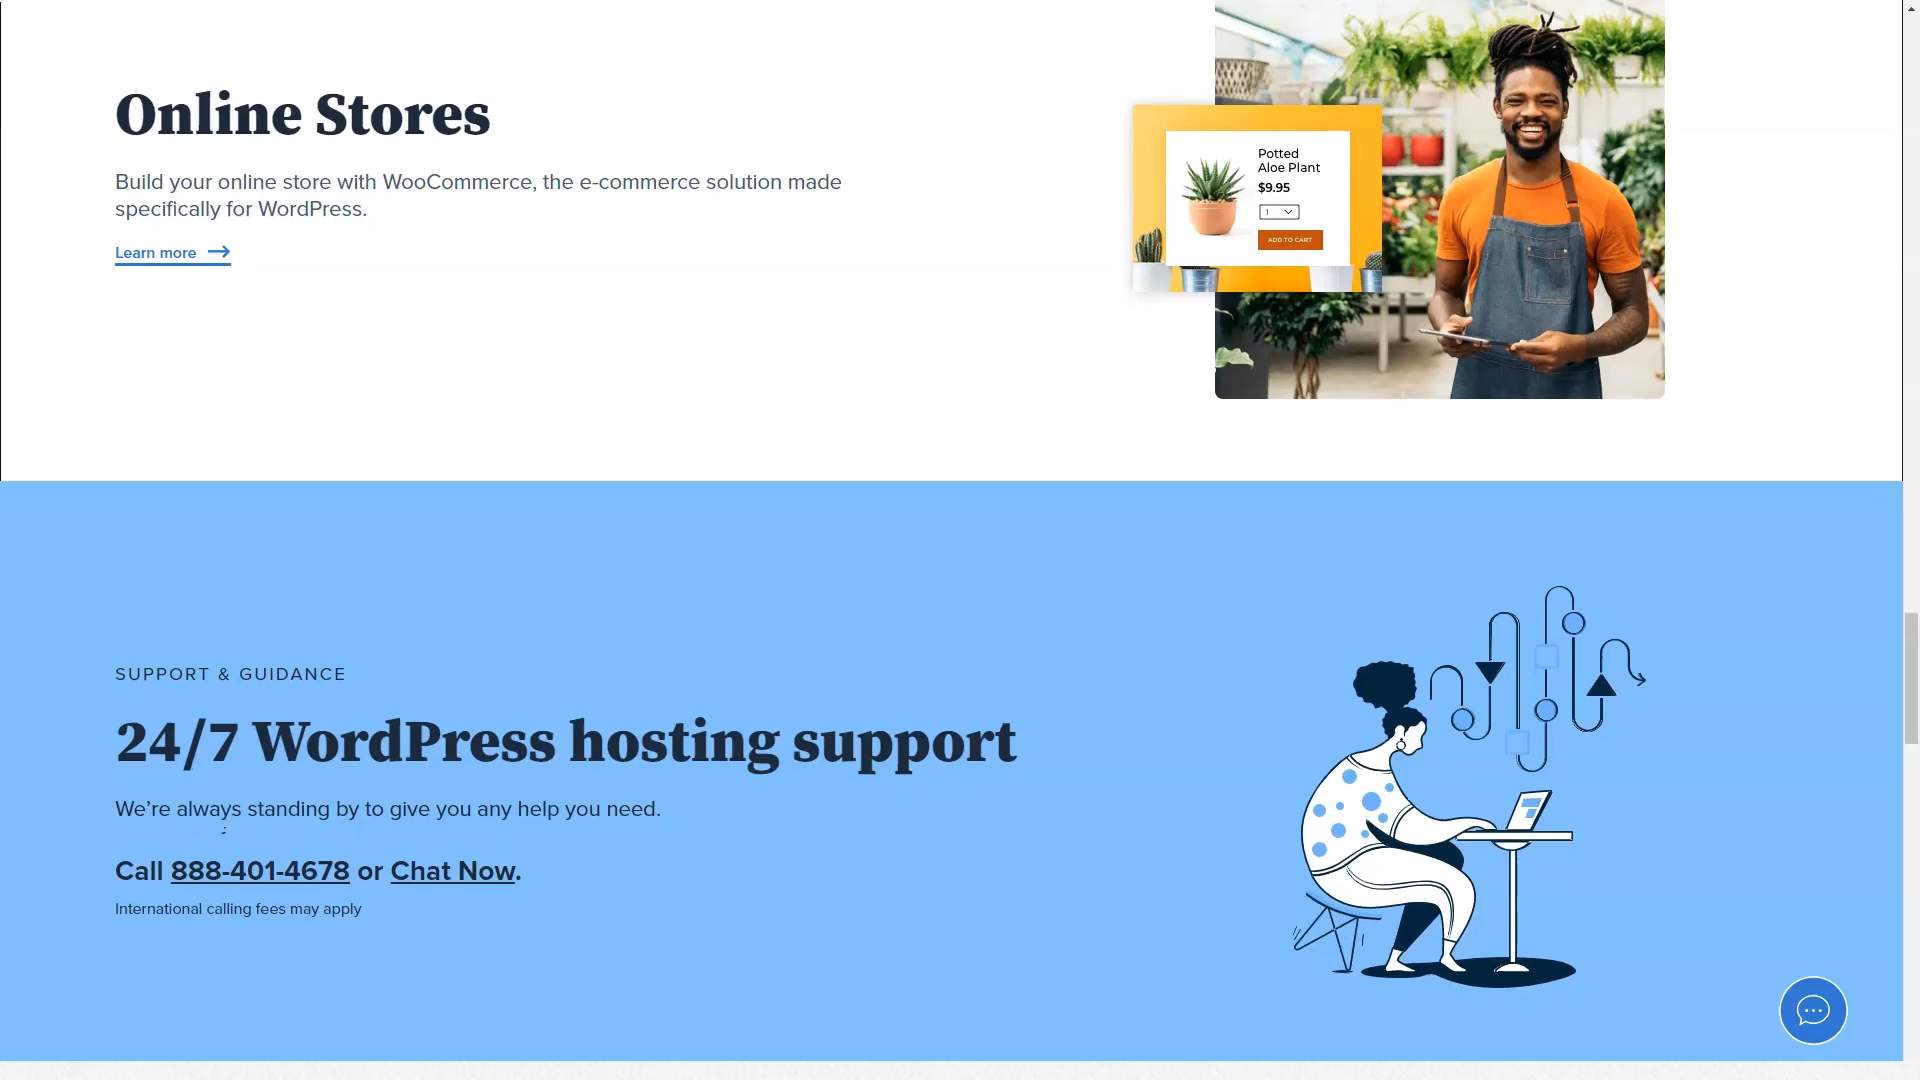 Online Stores
Build your online store with WooCommerce, the e-commerce solution made
specifically for WordPress.
Learn more
Potted
Aloe Plant
$9.95
1
ADD TO CART
SUPPORT & GUIDANCE
24/7 WordPress hosting support
We’re always standing by to give you any help you need.
Call 888-401-4678 or Chat Now.
International calling fees may apply